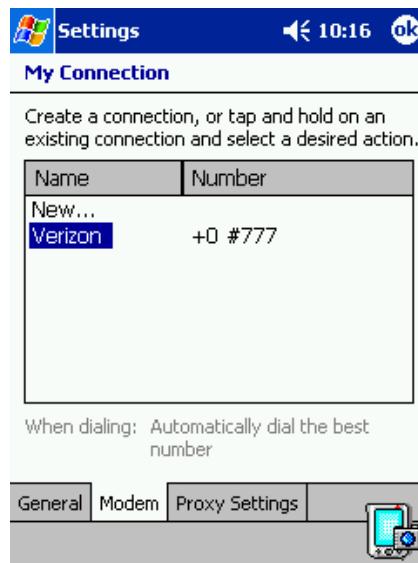 Settings 10:16 ok
My Connection
Create a connection, or tap and hold on an
existing connection and select a desired action.
Name Number
New...
Verizon +0 #777
When dialing: Automatically dial the best
number
General Modem Proxy Settings